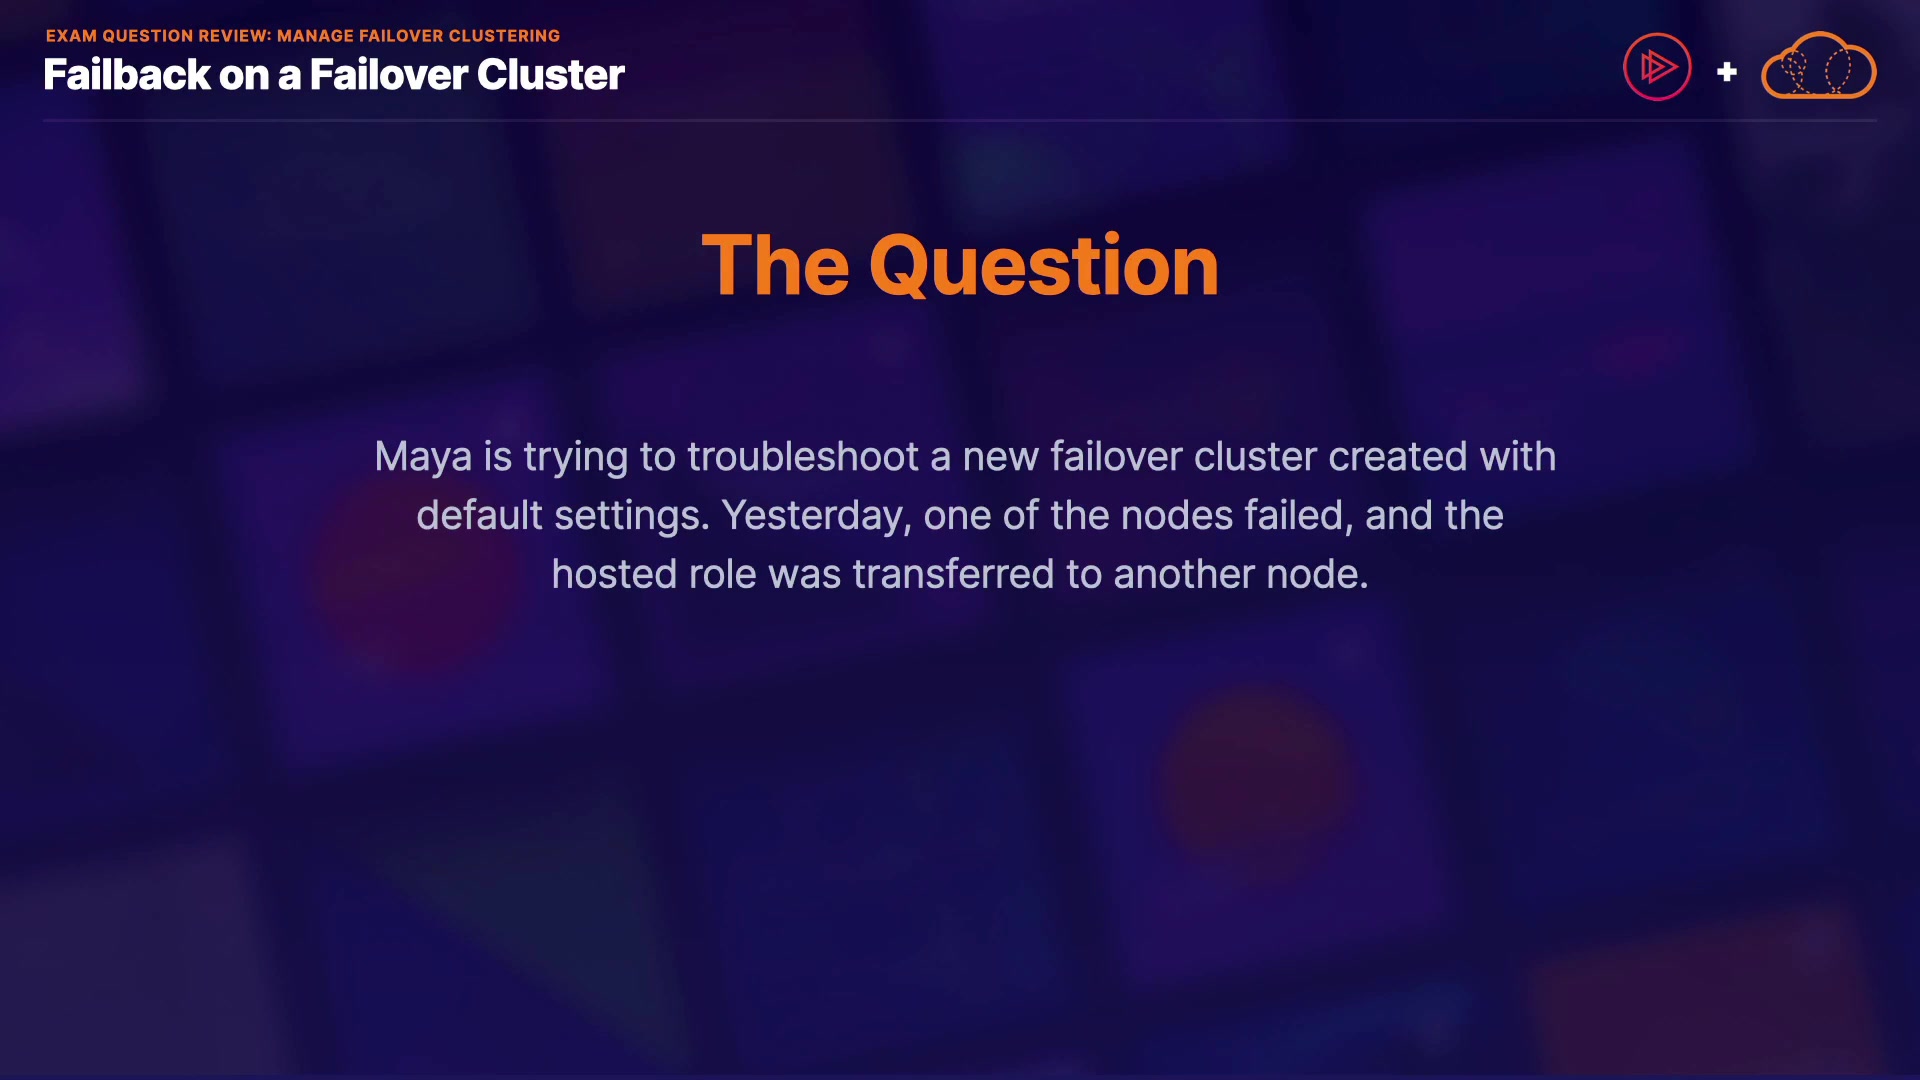 EXAM QUESTION REVIEW: MANAGE FAILOVER CLUSTERING
Failback on a Failover Cluster
+
The Question
Maya is trying to troubleshoot a new failover cluster created with
default settings. Yesterday, one of the nodes failed, and the
hosted role was transferred to another node.